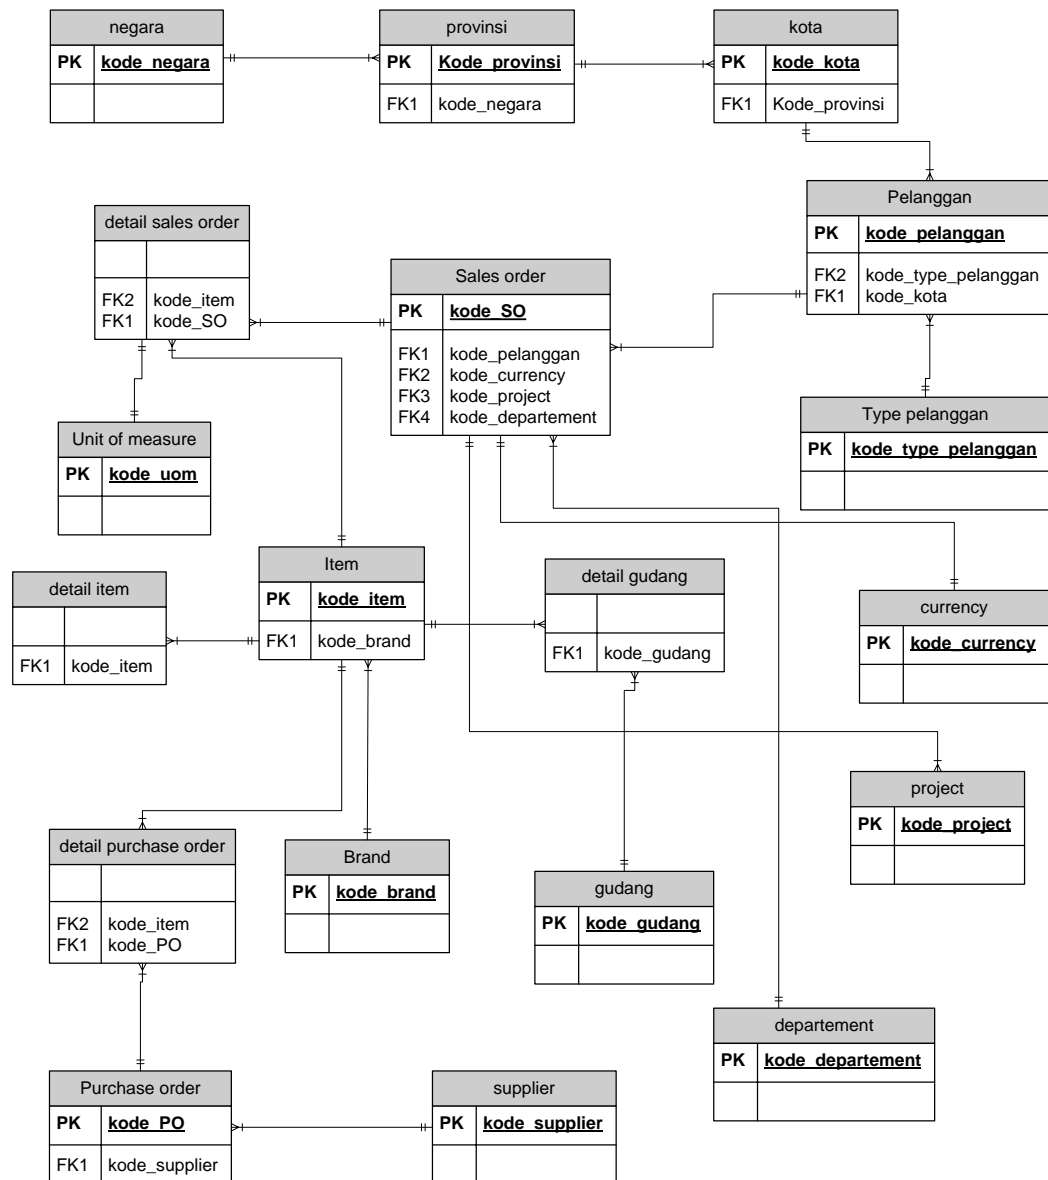 negara
PK kode_negara
provinsi
PK Kode_provinsi
FK1 kode_negara
kota
PK kode_kota
FK1 Kode_provinsi
Pelanggan
PK kode_pelanggan
FK2 kode_type_pelanggan
FK1 kode_kota
detail sales order
FK2 kode_item
FK1 kode_SO
Sales order
PK kode_SO
FK1 kode_pelanggan
FK2 kode_currency
FK3 kode_project
FK4 kode_departement
Type pelanggan
PK kode_type_pelanggan
Unit of measure
PK kode_uom
Item
PK kode_item
FK1 kode_brand
detail item
FK1 kode_item
detail gudang
FK1 kode_gudang
currency
PK kode_currency
project
PK kode_project
detail purchase order
FK2 kode_item
FK1 kode_PO
Brand
PK kode_brand
gudang
PK kode_gudang
departement
PK kode_departement
Purchase order
PK kode_PO
FK1 kode_supplier
supplier
PK kode_supplier